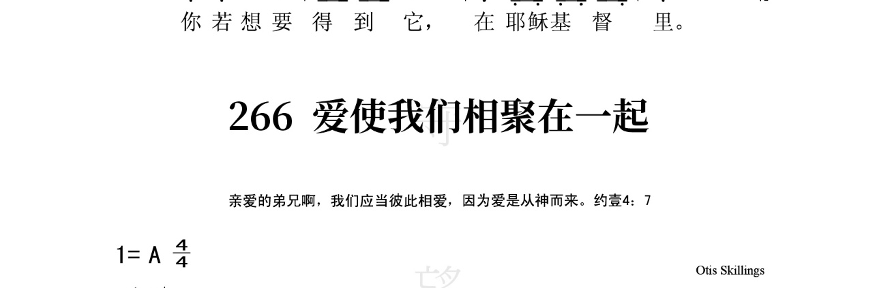 你若想要得到它，在耶稣基督里。
266 爱使我们相聚在一起
亲爱的弟兄啊，我们应当彼此相爱，因为爱是从神而来。约壹4：7
1= A 4/4
Otis Skillings